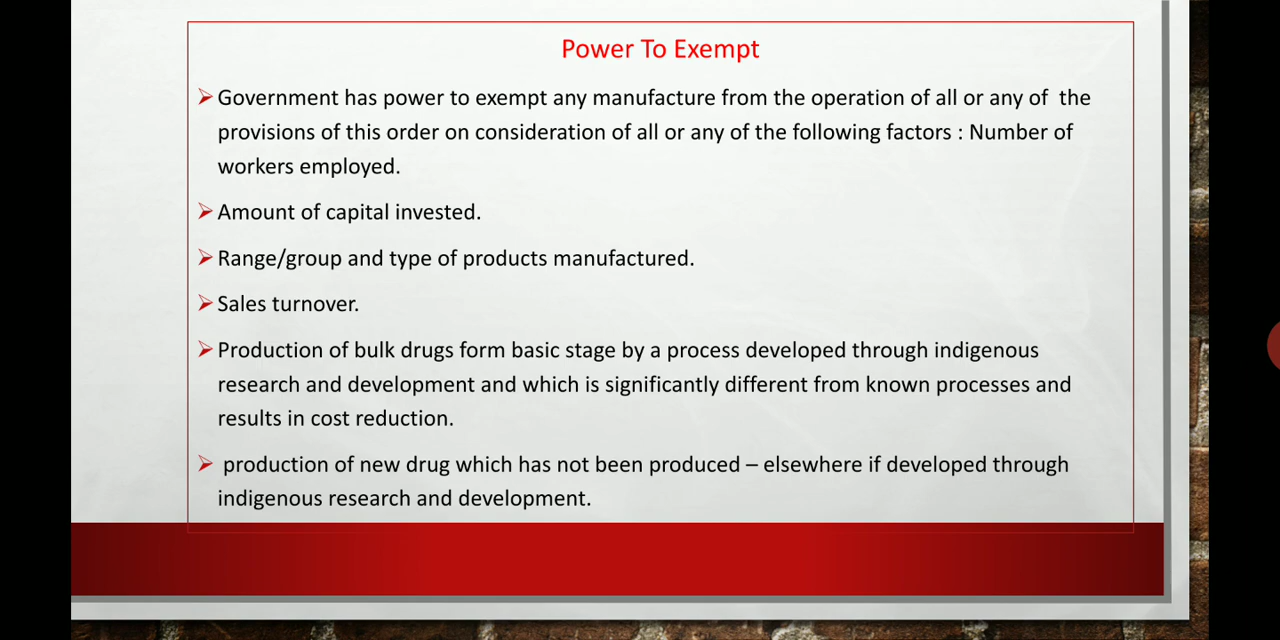 Power To Exempt
➢Government has power to exempt any manufacture from the operation of all or any of the
provisions of this order on consideration of all or any of the following factors : Number of
workers employed.
➢Amount of capital invested.
➢Range/group and type of products manufactured.
➢Sales turnover.
➢Production of bulk drugs form basic stage by a process developed through indigenous
research and development and which is significantly different from known processes and
results in cost reduction.
➢ production of new drug which has not been produced – elsewhere if developed through
indigenous research and development.